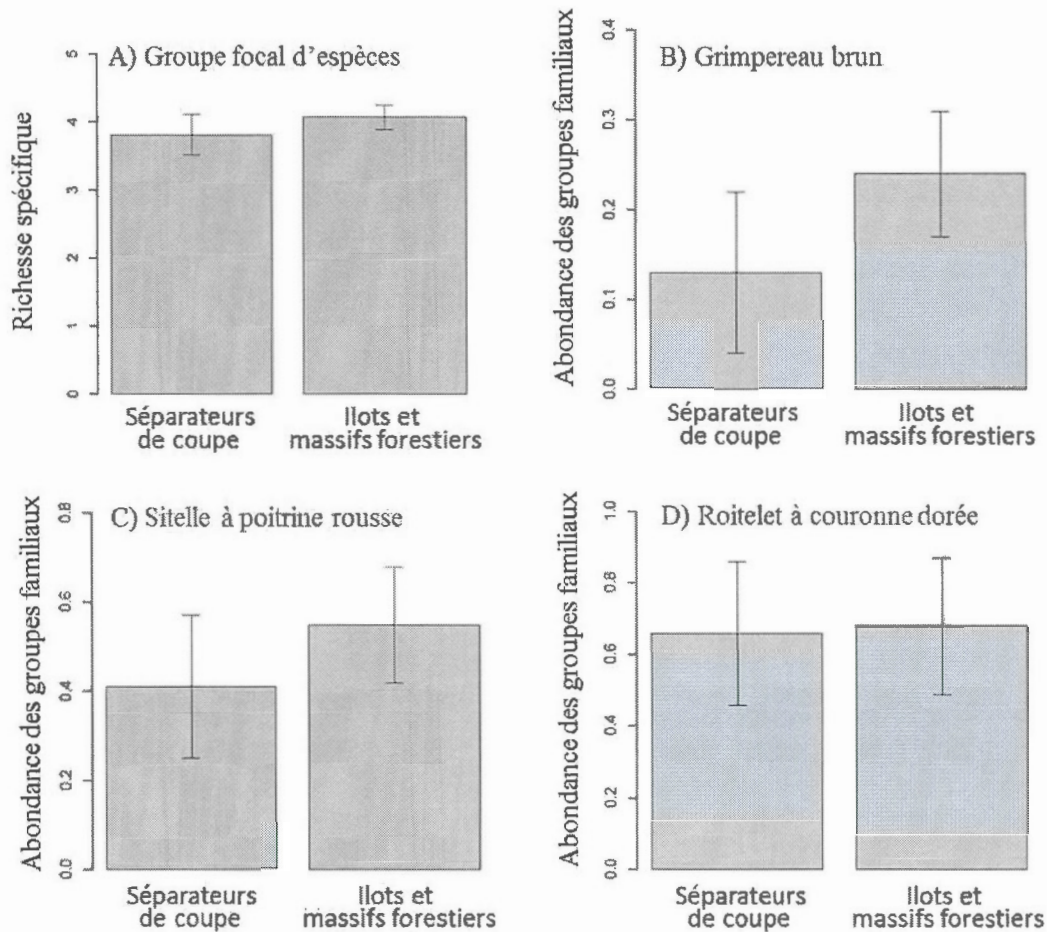 A) Groupe focal d'espèces
Richesse spécifique
5
4
3
2
1
0
Séparateurs
de coupe
Ilots et
massifs forestiers
B) Grimpereau brun
Abondance des groupes familiaux
0.4
0.3
0.2
0.1
0.0
Séparateurs
de coupe
Ilots et
massifs forestiers
C) Sitelle à poitrine rousse
Abondance des groupes familiaux
0.8
0.6
0.4
0.2
0.0
Séparateurs
de coupe
Ilots et
massifs forestiers
D) Roitelet à couronne dorée
Abondance des groupes familiaux
1.0
0.8
0.6
0.4
0.2
0.0
Séparateurs
de coupe
Ilots et
massifs forestiers